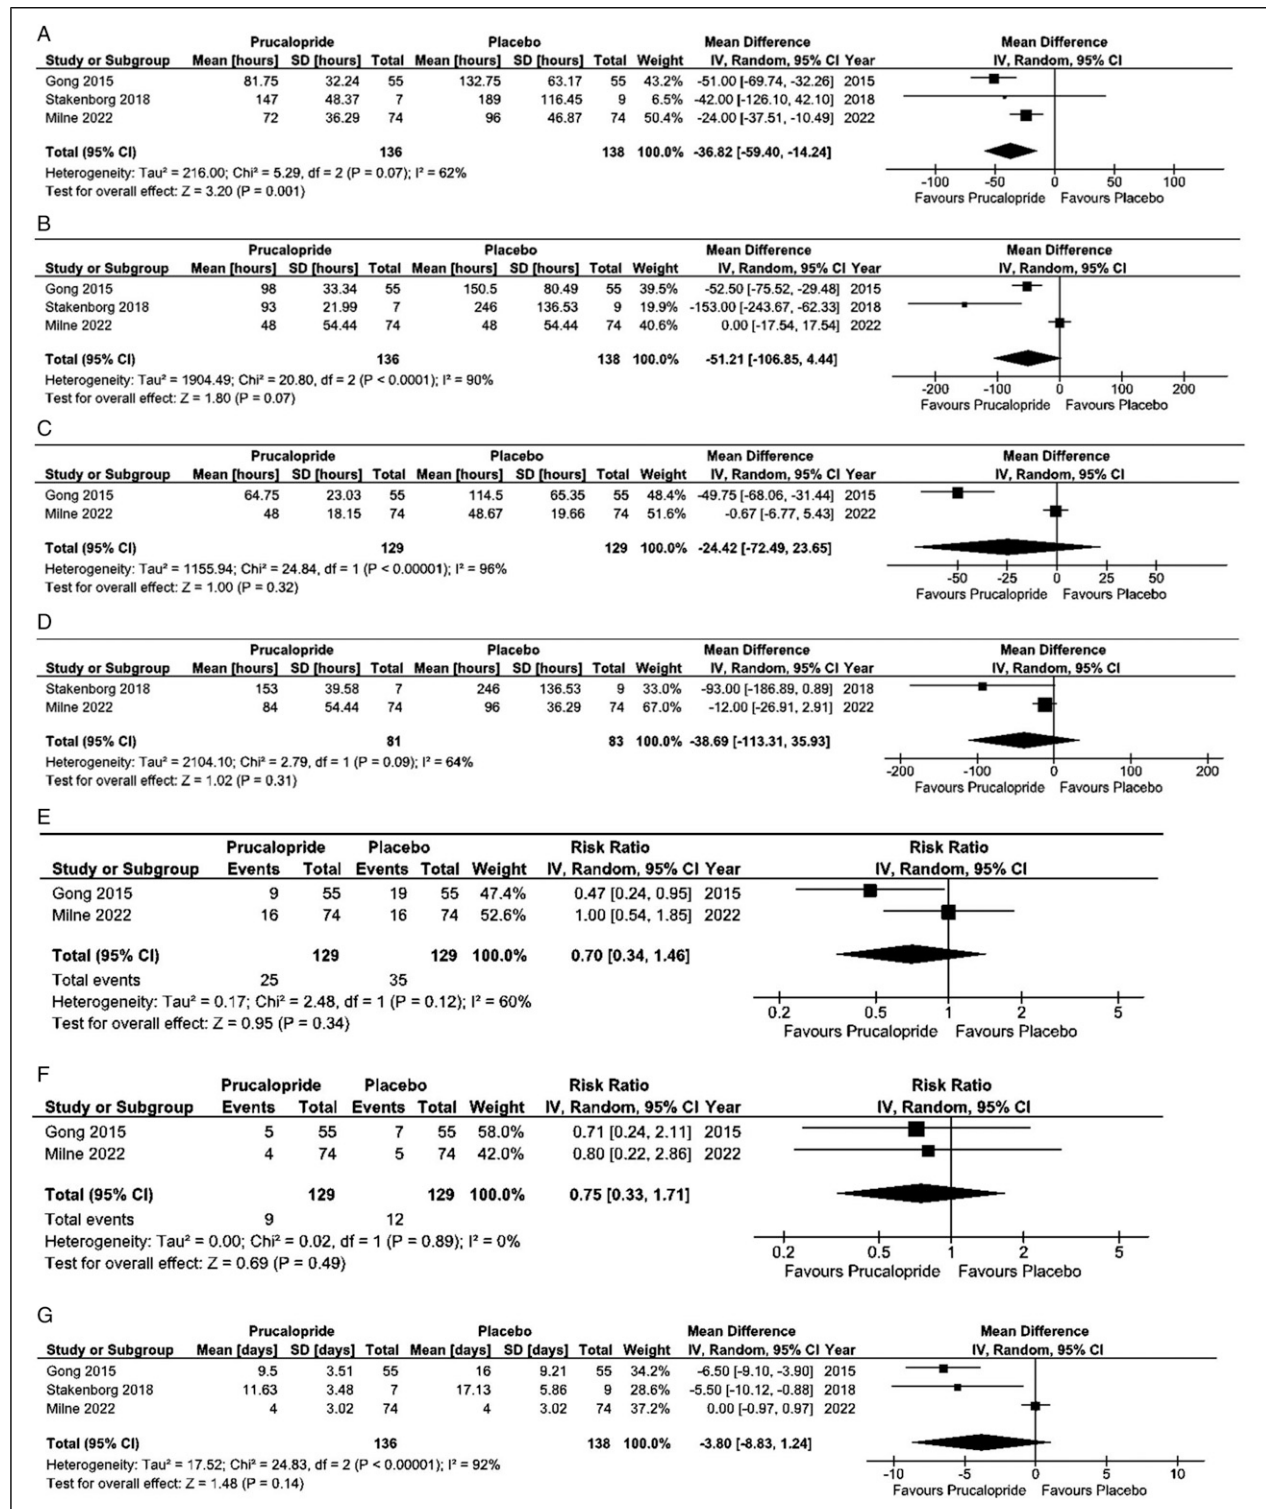 A
Prucalopride Placebo Mean Difference Mean Difference
Study or Subgroup Mean [hours] SD [hours] Total Mean [hours] SD [hours] Total Weight IV, Random, 95% CI Year IV, Random, 95% CI
Gong 2015 81.75 32.24 55 132.75 63.17 55 43.2% -51.00 [-69.74, -32.26] 2015
Stakenborg 2018 147 48.37 7 189 116.45 9 6.5% -42.00 [-126.10, 42.10] 2018
Milne 2022 72 36.29 74 96 46.87 74 50.4% -24.00 [-37.51, -10.49] 2022
Total (95% CI) 136 138 100.0% -36.82 [-59.40, -14.24]
Heterogeneity: Tau² = 216.00; Chi² = 5.29, df = 2 (P = 0.07); I² = 62%
Test for overall effect: Z = 3.20 (P = 0.001)
-100 -50 0 50 100
Favours Prucalopride Favours Placebo
B
Prucalopride Placebo Mean Difference Mean Difference
Study or Subgroup Mean [hours] SD [hours] Total Mean [hours] SD [hours] Total Weight IV, Random, 95% CI Year IV, Random, 95% CI
Gong 2015 98 33.34 55 150.5 80.49 55 39.5% -52.50 [-75.52, -29.48] 2015
Stakenborg 2018 93 21.99 7 246 136.53 9 19.9% -153.00 [-243.67, -62.33] 2018
Milne 2022 48 54.44 74 48 54.44 74 40.6% 0.00 [-17.54, 17.54] 2022
Total (95% CI) 136 138 100.0% -51.21 [-106.85, 4.44]
Heterogeneity: Tau² = 1904.49; Chi² = 20.80, df = 2 (P < 0.0001); I² = 90%
Test for overall effect: Z = 1.80 (P = 0.07)
-200 -100 0 100 200
Favours Prucalopride Favours Placebo
C
Prucalopride Placebo Mean Difference Mean Difference
Study or Subgroup Mean [hours] SD [hours] Total Mean [hours] SD [hours] Total Weight IV, Random, 95% CI Year IV, Random, 95% CI
Gong 2015 64.75 23.03 55 114.5 65.35 55 48.4% -49.75 [-68.06, -31.44] 2015
Milne 2022 48 18.15 74 48.67 19.66 74 51.6% -0.67 [-6.77, 5.43] 2022
Total (95% CI) 129 129 100.0% -24.42 [-72.49, 23.65]
Heterogeneity: Tau² = 1155.94; Chi² = 24.84, df = 1 (P < 0.00001); I² = 96%
Test for overall effect: Z = 1.00 (P = 0.32)
-50 -25 0 25 50
Favours Prucalopride Favours Placebo
D
Prucalopride Placebo Mean Difference Mean Difference
Study or Subgroup Mean [hours] SD [hours] Total Mean [hours] SD [hours] Total Weight IV, Random, 95% CI Year IV, Random, 95% CI
Stakenborg 2018 153 39.58 7 246 136.53 9 33.0% -93.00 [-186.89, 0.89] 2018
Milne 2022 84 54.44 74 96 36.29 74 67.0% -12.00 [-26.91, 2.91] 2022
Total (95% CI) 81 83 100.0% -38.69 [-113.31, 35.93]
Heterogeneity: Tau² = 2104.10; Chi² = 2.79, df = 1 (P = 0.09); I² = 64%
Test for overall effect: Z = 1.02 (P = 0.31)
-200 -100 0 100 200
Favours Prucalopride Favours Placebo
E
Prucalopride Placebo Risk Ratio Risk Ratio
Study or Subgroup Events Total Events Total Weight IV, Random, 95% CI Year IV, Random, 95% CI
Gong 2015 9 55 19 55 47.4% 0.47 [0.24, 0.95] 2015
Milne 2022 16 74 16 74 52.6% 1.00 [0.54, 1.85] 2022
Total (95% CI) 129 129 100.0% 0.70 [0.34, 1.46]
Total events 25 35
Heterogeneity: Tau² = 0.17; Chi² = 2.48, df = 1 (P = 0.12); I² = 60%
Test for overall effect: Z = 0.95 (P = 0.34)
0.2 0.5 1 2 5
Favours Prucalopride Favours Placebo
F
Prucalopride Placebo Risk Ratio Risk Ratio
Study or Subgroup Events Total Events Total Weight IV, Random, 95% CI Year IV, Random, 95% CI
Gong 2015 5 55 7 55 58.0% 0.71 [0.24, 2.11] 2015
Milne 2022 4 74 5 74 42.0% 0.80 [0.22, 2.86] 2022
Total (95% CI) 129 129 100.0% 0.75 [0.33, 1.71]
Total events 9 12
Heterogeneity: Tau² = 0.00; Chi² = 0.02, df = 1 (P = 0.89); I² = 0%
Test for overall effect: Z = 0.69 (P = 0.49)
0.2 0.5 1 2 5
Favours Prucalopride Favours Placebo
G
Prucalopride Placebo Mean Difference Mean Difference
Study or Subgroup Mean [days] SD [days] Total Mean [days] SD [days] Total Weight IV, Random, 95% CI Year IV, Random, 95% CI
Gong 2015 9.5 3.51 55 16 9.21 55 34.2% -6.50 [-9.10, -3.90] 2015
Stakenborg 2018 11.63 3.48 7 17.13 5.86 9 28.6% -5.50 [-10.12, -0.88] 2018
Milne 2022 4 3.02 74 4 3.02 74 37.2% 0.00 [-0.97, 0.97] 2022
Total (95% CI) 136 138 100.0% -3.80 [-8.83, 1.24]
Heterogeneity: Tau² = 17.52; Chi² = 24.83, df = 2 (P < 0.00001); I² = 92%
Test for overall effect: Z = 1.48 (P = 0.14)
-10 -5 0 5 10
Favours Prucalopride Favours Placebo